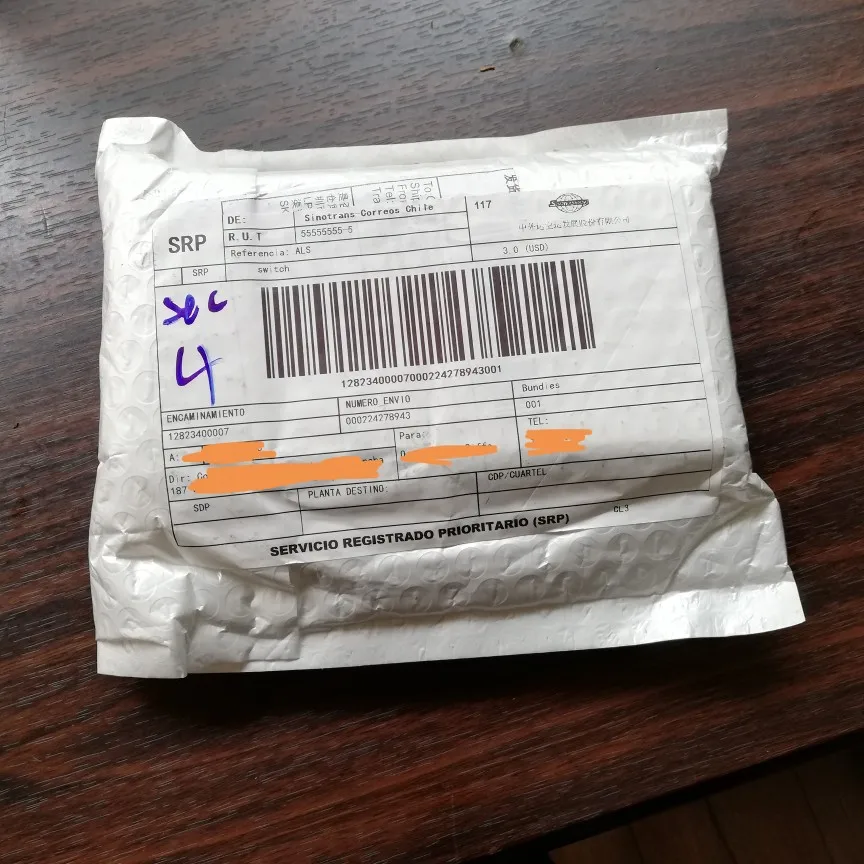 DE:
Sinotrans-Correos Chile
117
SINOTRANS
SRP
R.U.T
55555555-5
Referencia: ALS
3.0 (USD)
SRP
switch
4
12823400007000224278943001
ENCAMINAMIENTO
NUMERO ENVIO
Bundles
12823400007
000224278943
001
A:
Para:
TEL:
Dir:
187
SDP
PLANTA DESTINO:
CDP/CUARTEL
SERVICIO REGISTRADO PRIORITARIO (SRP)
CL3